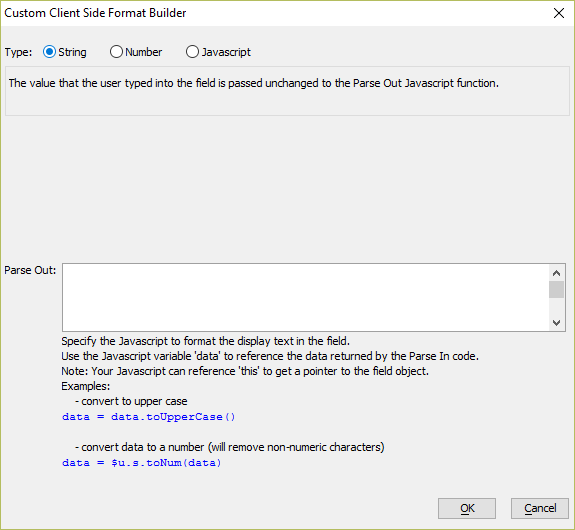 Custom Client Side Format Builder
Type: String Number Javascript
The value that the user typed into the field is passed unchanged to the Parse Out Javascript function.
Parse Out:
Specify the Javascript to format the display text in the field.
Use the Javascript variable 'data' to reference the data returned by the Parse In code.
Note: Your Javascript can reference 'this' to get a pointer to the field object.
Examples:
- convert to upper case
data = data.toUpperCase()
- convert data to a number (will remove non-numeric characters)
data = $u.s.toNum(data)
OK Cancel